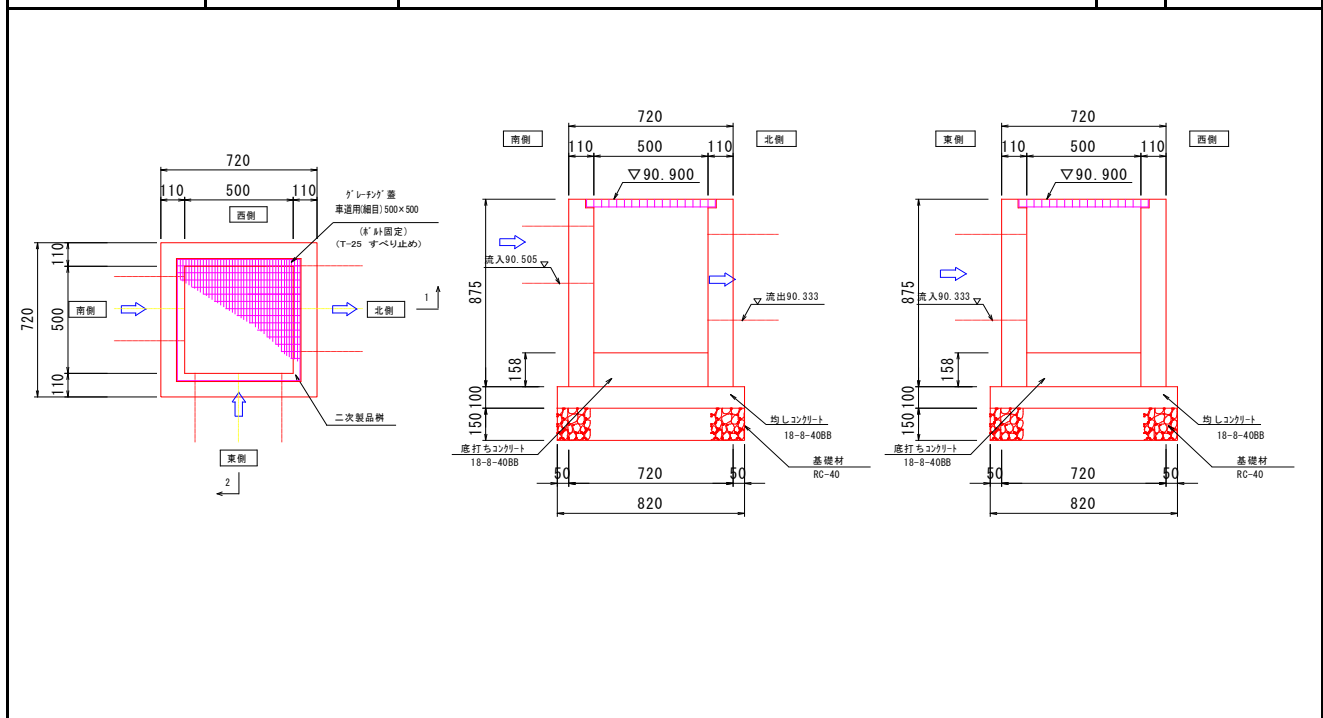 720
110
500
110
西側
グレーチング蓋
車道用(細目)500×500
(ボルト固定)
(T-25 すべり止め)
720
110
500
110
南側
北側
1
二次製品桝
東側
2
南側
720
北側
110
500
110
▽90.900
流入90.505
流出90.333
875
158
100
150
底打ちコンクリート
18-8-40BB
均しコンクリート
18-8-40BB
基礎材
RC-40
50
720
50
820
東側
720
西側
110
500
110
▽90.900
流入90.333
875
158
100
150
底打ちコンクリート
18-8-40BB
均しコンクリート
18-8-40BB
基礎材
RC-40
50
720
50
820